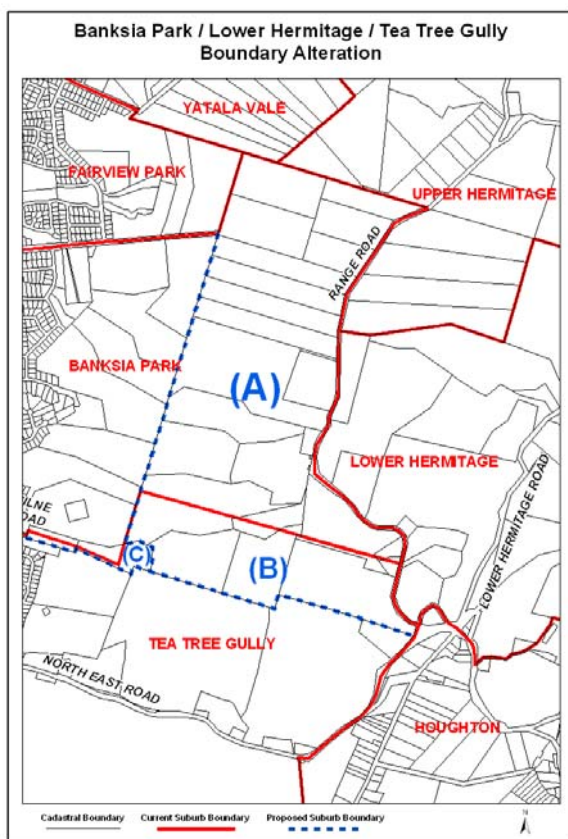 Banksia Park / Lower Hermitage / Tea Tree Gully
Boundary Alteration
YATALA VALE
FAIRVIEW PARK
UPPER HERMITAGE
RANGE ROAD
BANKSIA PARK
(A)
LOWER HERMITAGE
LOWER HERMITAGE ROAD
(C)
(B)
TEA TREE GULLY
NORTH EAST ROAD
HOUGHTON
Cadastral Boundary Current Suburb Boundary Proposed Suburb Boundary
N